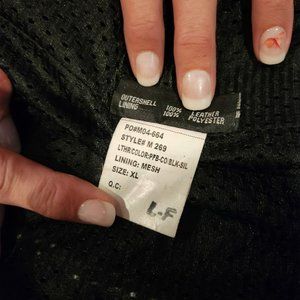 OUTERSHELL 100% LEATHER
LINING 100% POLYESTER
PO#M04-664
STYLE# M 269
LTHR/COLOR:PFB-CO/BLK-SIL
LINING: MESH
SIZE: XL
Q.C:
L-F